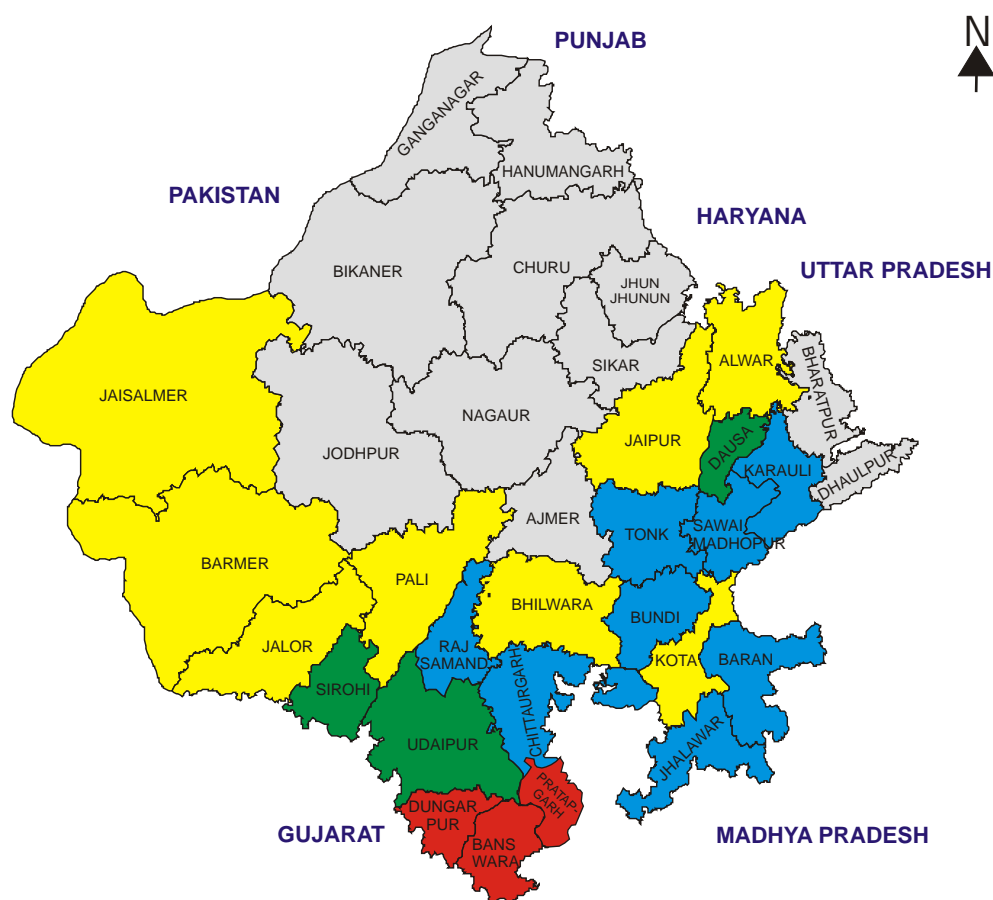 PUNJAB
N
GANGANAGAR
HANUMANGARH
PAKISTAN
HARYANA
BIKANER
CHURU
JHUN
JHUNUN
UTTAR PRADESH
SIKAR
ALWAR
BHARATPUR
JAISALMER
NAGAUR
JAIPUR
DAUSA
JODHPUR
KARAULI
DHAULPUR
AJMER
TONK
SAWAI
MADHOPUR
BARMER
PALI
BHILWARA
BUNDI
JALOR
RAJ
SAMAND
KOTA
BARAN
SIROHI
CHITTAURGARH
UDAIPUR
JHALAWAR
PRATAP
GARH
DUNGAR
PUR
GUJARAT
BANS
WARA
MADHYA PRADESH